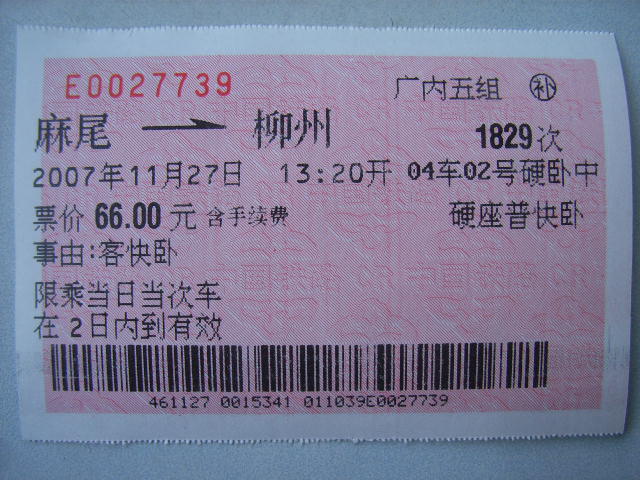 E0027739 广内五组 补
麻尾 柳州 1829次
2007年11月27日 13:20开 04车02号硬卧中
票价 66.00 元 含手续费 硬座普快卧
事由:客快卧
限乘当日当次车
在2日内到有效
461127 0015341 011039E0027739